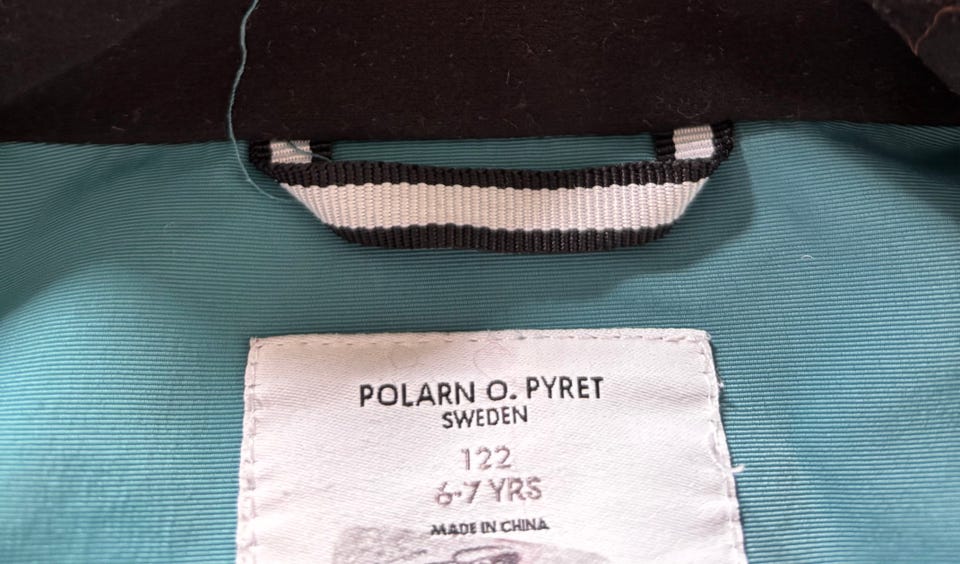 POLARN O. PYRET
SWEDEN
122
6-7 YRS
MADE IN CHINA